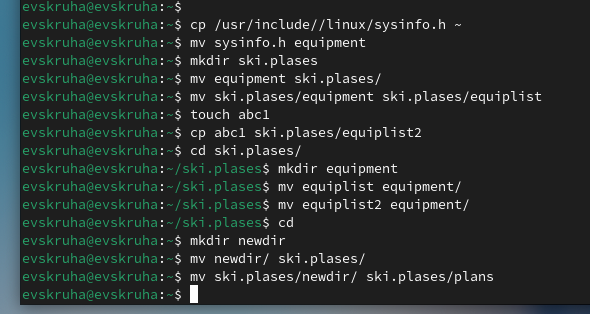 evskruha@evskruha:~$
evskruha@evskruha:~$ cp /usr/include//linux/sysinfo.h ~
evskruha@evskruha:~$ mv sysinfo.h equipment
evskruha@evskruha:~$ mkdir ski.plases
evskruha@evskruha:~$ mv equipment ski.plases/
evskruha@evskruha:~$ mv ski.plases/equipment ski.plases/equiplist
evskruha@evskruha:~$ touch abc1
evskruha@evskruha:~$ cp abc1 ski.plases/equiplist2
evskruha@evskruha:~$ cd ski.plases/
evskruha@evskruha:~/ski.plases$ mkdir equipment
evskruha@evskruha:~/ski.plases$ mv equiplist equipment/
evskruha@evskruha:~/ski.plases$ mv equiplist2 equipment/
evskruha@evskruha:~/ski.plases$ cd
evskruha@evskruha:~$ mkdir newdir
evskruha@evskruha:~$ mv newdir/ ski.plases/
evskruha@evskruha:~$ mv ski.plases/newdir/ ski.plases/plans
evskruha@evskruha:~$